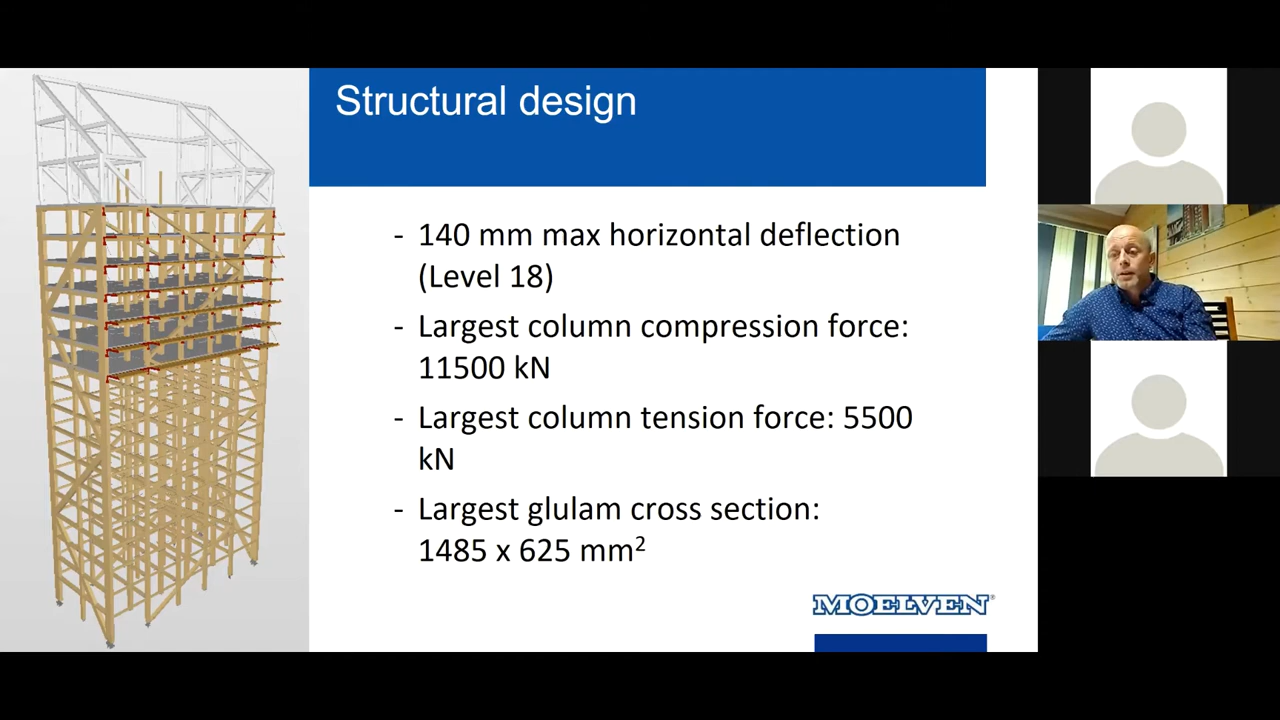 Structural design
- 140 mm max horizontal deflection
(Level 18)
- Largest column compression force:
11500 kN
- Largest column tension force: 5500
kN
- Largest glulam cross section:
1485 x 625 mm²
MOELVEN®